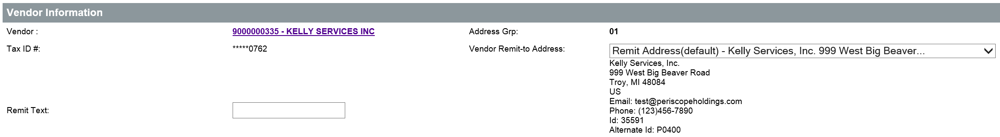 Vendor Information
Vendor : 9000000335 - KELLY SERVICES INC Address Grp: 01
Tax ID #: *****0762 Vendor Remit-to Address: Remit Address(default) - Kelly Services, Inc. 999 West Big Beaver...
Kelly Services, Inc.
999 West Big Beaver Road
Troy, MI 48084
US
Email: test@periscopeholdings.com
Remit Text: Phone: (123)456-7890
Id: 35591
Alternate Id: P0400